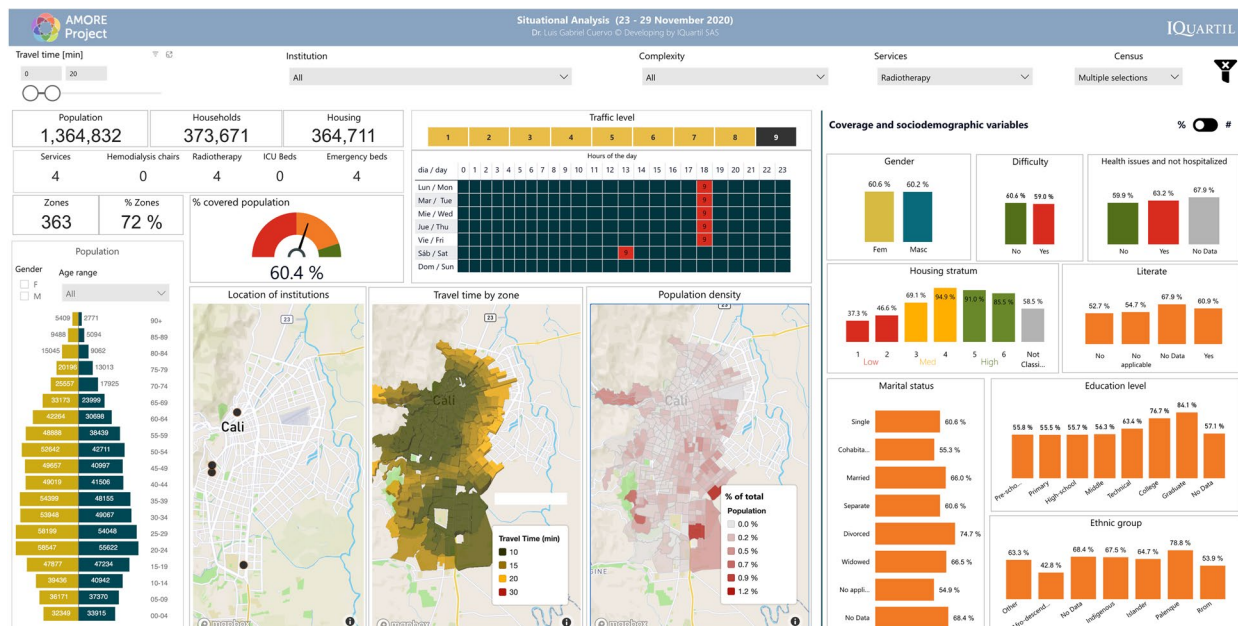 AMORE
Project
Situational Analysis (23 - 29 November 2020)
Dr. Luis Gabriel Cuervo © Developing by IQuartil SAS
IQUARTIL
Travel time [min]
0 20
Institution
All
Complexity
All
Services
Radiotherapy
Census
Multiple selections
Population
1,364,832
Households
373,671
Housing
364,711
Services Hemodialysis chairs Radiotherapy ICU Beds Emergency beds
4 0 4 0 4
Zones
363
% Zones
72 %
% covered population
60.4 %
Traffic level
1 2 3 4 5 6 7 8 9
Hours of the day
dia / day 0 1 2 3 4 5 6 7 8 9 10 11 12 13 14 15 16 17 18 19 20 21 22 23
Lun / Mon 9
Mar / Tue 9
Mie / Wed 9
Jue / Thu 9
Vie / Fri 9
Sáb / Sat 9
Dom / Sun
Population
Gender
F
M
Age range
All
5409 2771 90+
9488 5094 85-89
15045 9062 80-84
20196 13013 75-79
25557 17925 70-74
33173 23999 65-69
42264 30698 60-64
48888 38439 55-59
52642 42711 50-54
49657 40997 45-49
49019 41506 40-44
54399 48155 35-39
53948 49067 30-34
58199 54048 25-29
58547 55622 20-24
47877 47234 15-19
39436 40942 10-14
36171 37370 05-09
32349 33915 00-04
Location of institutions
23
Cali
mapbox
Travel time by zone
23
Cali
Travel Time (min)
10
15
20
30
mapbox
Population density
23
Cali
% of total
Population
0.0 %
0.2 %
0.5 %
0.7 %
0.9 %
1.2 %
mapbox
Coverage and sociodemographic variables
% #
Gender
60.6 % 60.2 %
Fem Masc
Difficulty
60.6 % 59.0 %
No Yes
Health issues and not hospitalized
59.9 % 63.2 % 67.9 %
No Yes No Data
Housing stratum
37.3 % 46.6 % 69.1 % 94.9 % 91.0 % 85.5 % 58.5 %
1 2 3 4 5 6 Not
Classi...
Low Med High
Literate
52.7 % 54.7 % 67.9 % 60.9 %
No No
applicable No Data Yes
Marital status
Single 60.6 %
Cohabita... 55.3 %
Married 66.0 %
Separate 60.6 %
Divorced 74.7 %
Widowed 66.5 %
No appli... 54.9 %
No Data 68.4 %
Education level
55.8 % 55.5 % 55.7 % 56.3 % 63.4 % 76.7 % 84.1 % 57.1 %
Pre-scho... Primary High-school Middle Technical College Graduate No Data
Ethnic group
63.3 % 42.8 % 68.4 % 67.5 % 64.7 % 78.8 % 53.9 %
Other Afro-descend... No Data Indigenous Islander Palenque Rrom